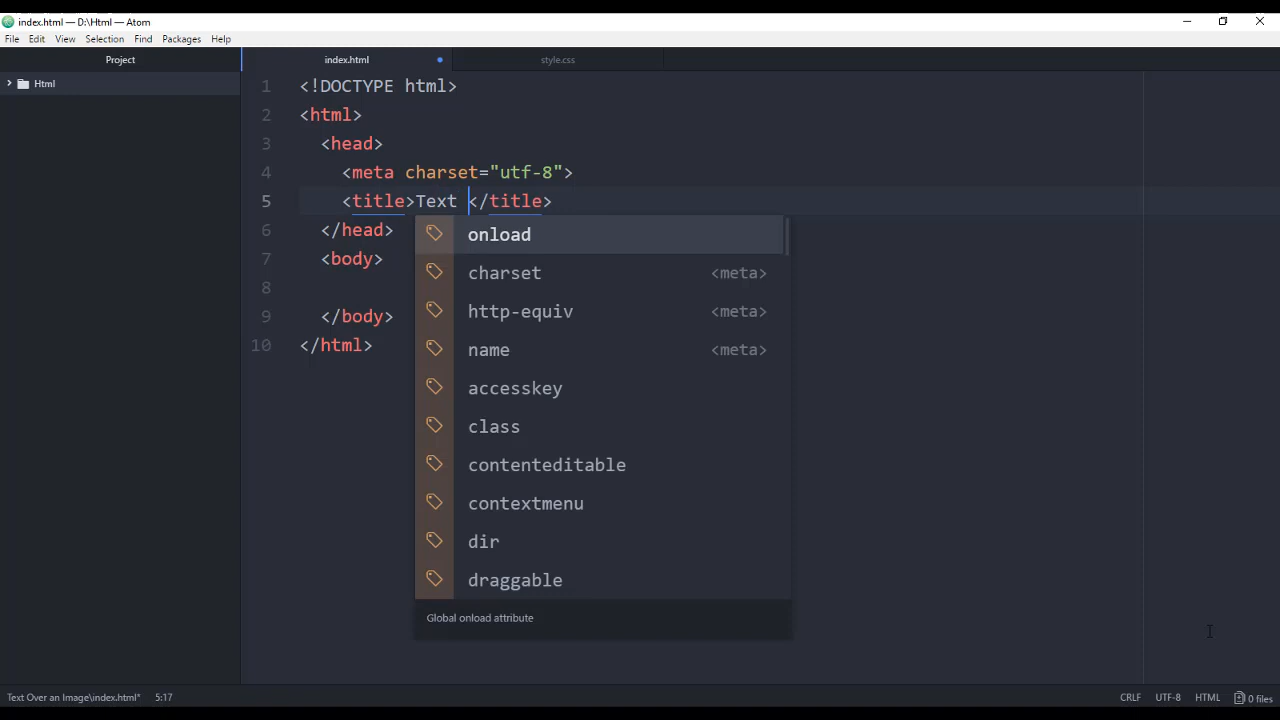 index.html — D:\Html — Atom
File Edit View Selection Find Packages Help
Project
index.html
style.css
Html
1 <!DOCTYPE html>
2 <html>
3 <head>
4 <meta charset="utf-8">
5 <title>Text </title>
6 </head>
7 <body>
8
9 </body>
10 </html>
onload
charset <meta>
http-equiv <meta>
name <meta>
accesskey
class
contenteditable
contextmenu
dir
draggable
Global onload attribute
Text Over an Image\index.html* 5:17 CRLF UTF-8 HTML 0 files